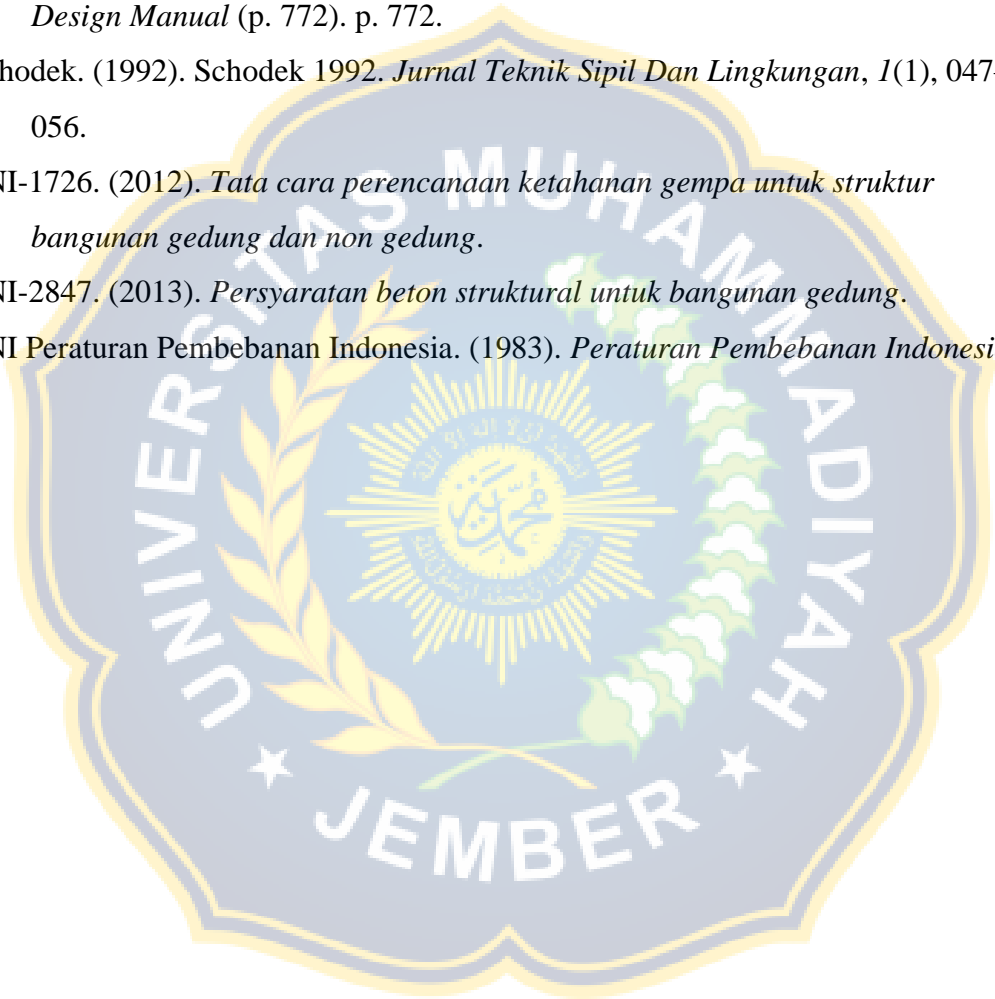 Design Manual (p. 772). p. 772.
hodek. (1992). Schodek 1992. Jurnal Teknik Sipil Dan Lingkungan, 1(1), 047-
056.
NI-1726. (2012). Tata cara perencanaan ketahanan gempa untuk struktur
bangunan gedung dan non gedung.
NI-2847. (2013). Persyaratan beton struktural untuk bangunan gedung.
NI Peraturan Pembebanan Indonesia. (1983). Peraturan Pembebanan Indonesi
UNIVERSITAS MUHAMMADIYAH
JEMBER
محمدية